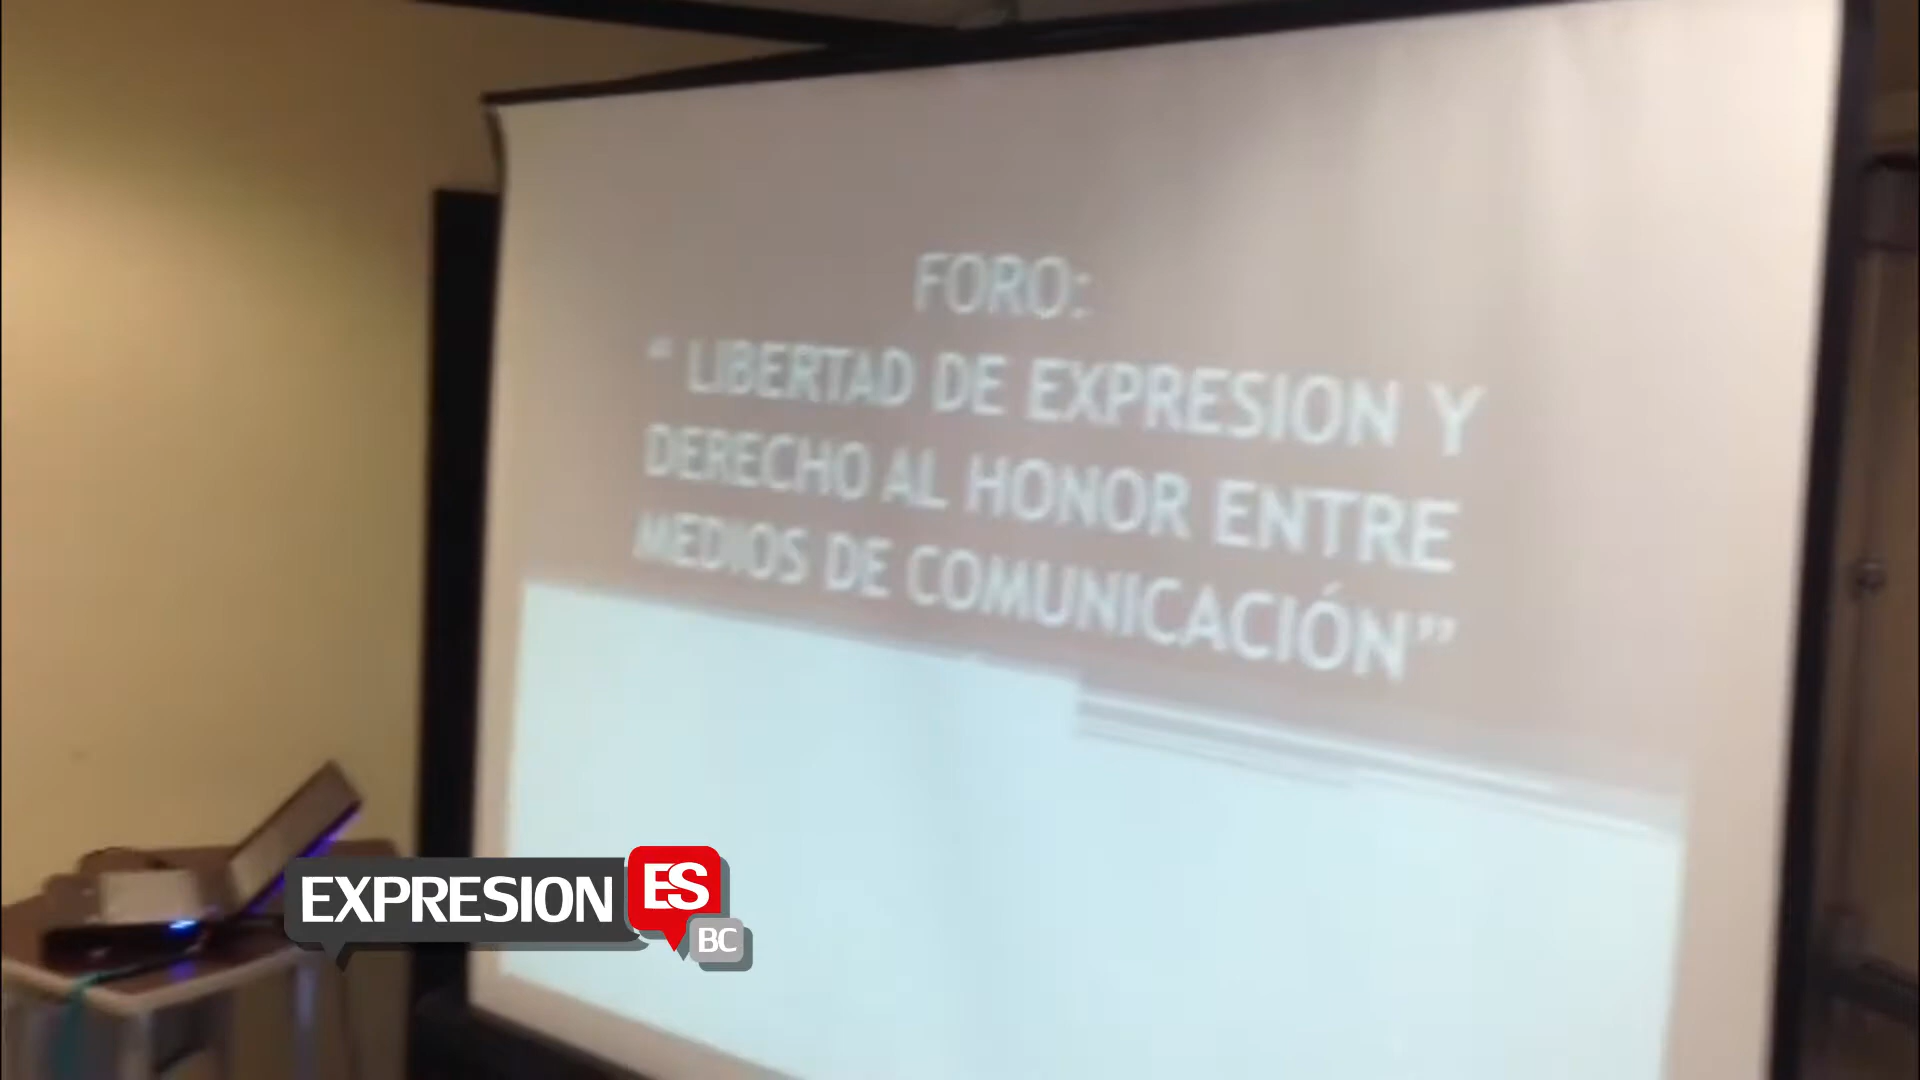 FORO:
“ LIBERTAD DE EXPRESION Y
DERECHO AL HONOR ENTRE
MEDIOS DE COMUNICACIÓN”
EXPRESION ES
BC